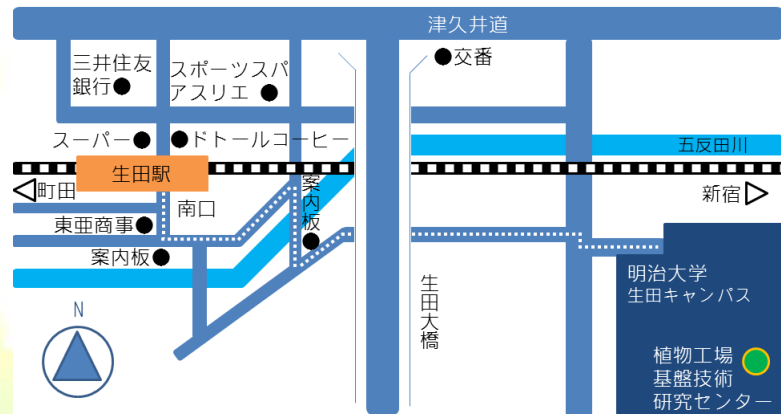 津久井道
三井住友
銀行●
スポーツスパ
アスリエ ●
●交番
スーパー●
●ドトールコーヒー
五反田川
生田駅
町田
南口
案内板●
新宿
東亜商事●
案内板●
生田大橋
明治大学
生田キャンパス
N
植物工場
基盤技術
研究センター